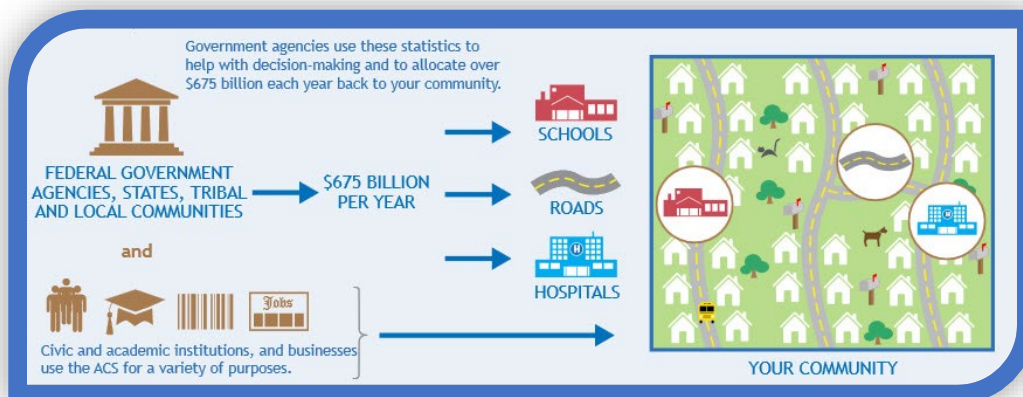 Government agencies use these statistics to
help with decision-making and to allocate over
$675 billion each year back to your community.
FEDERAL GOVERNMENT
AGENCIES, STATES, TRIBAL
AND LOCAL COMMUNITIES
$675 BILLION
PER YEAR
SCHOOLS
ROADS
H
HOSPITALS
and
Jobs
Civic and academic institutions, and businesses
use the ACS for a variety of purposes.
H
YOUR COMMUNITY